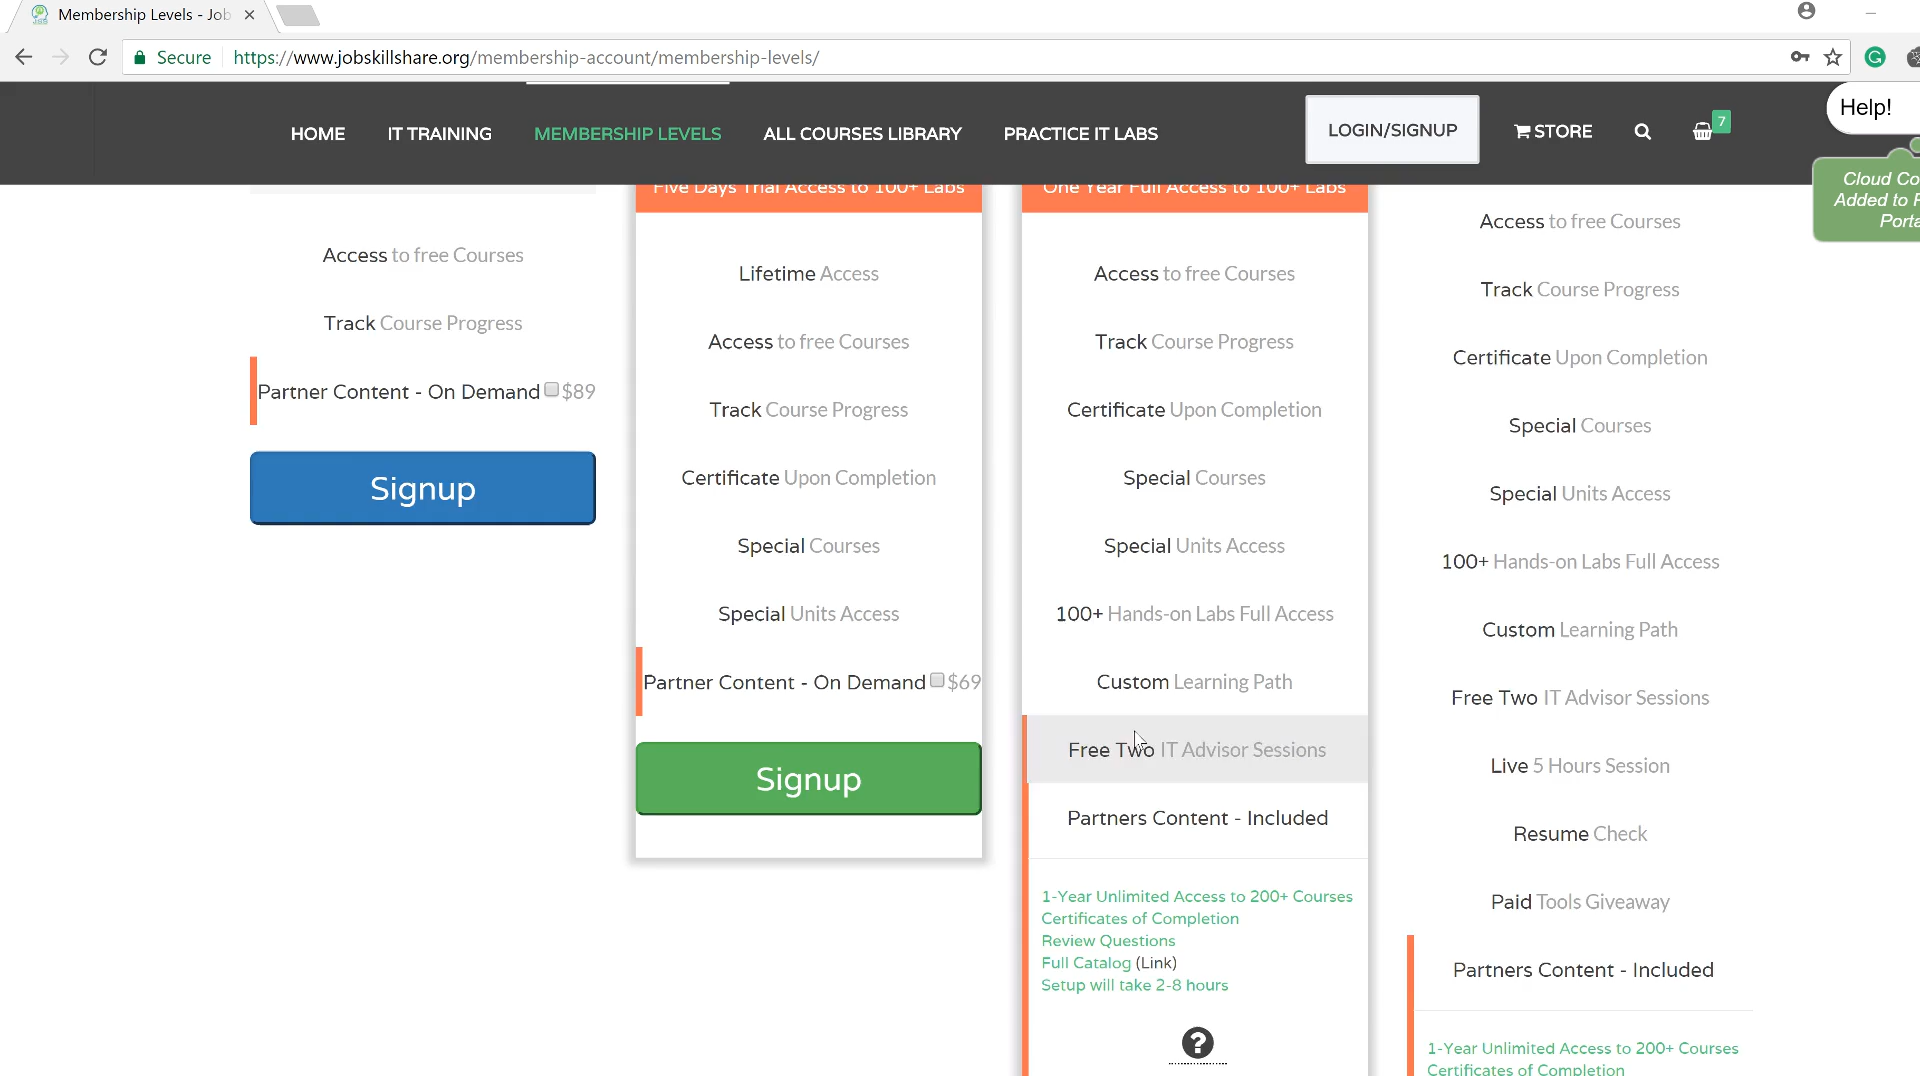 Membership Levels - Job
Secure
https://www.jobskillshare.org/membership-account/membership-levels/
HOME
IT TRAINING
MEMBERSHIP LEVELS
ALL COURSES LIBRARY
PRACTICE IT LABS
LOGIN/SIGNUP
STORE
7
Help!
Cloud Co
Added to P
Porta
Access to free Courses
Track Course Progress
Partner Content - On Demand $89
Signup
Five Days Trial Access to 100+ Labs
Lifetime Access
Access to free Courses
Track Course Progress
Certificate Upon Completion
Special Courses
Special Units Access
Partner Content - On Demand $69
Signup
One Year Full Access to 100+ Labs
Access to free Courses
Track Course Progress
Certificate Upon Completion
Special Courses
Special Units Access
100+ Hands-on Labs Full Access
Custom Learning Path
Free Two IT Advisor Sessions
Partners Content - Included
1-Year Unlimited Access to 200+ Courses
Certificates of Completion
Review Questions
Full Catalog (Link)
Setup will take 2-8 hours
?
Access to free Courses
Track Course Progress
Certificate Upon Completion
Special Courses
Special Units Access
100+ Hands-on Labs Full Access
Custom Learning Path
Free Two IT Advisor Sessions
Live 5 Hours Session
Resume Check
Paid Tools Giveaway
Partners Content - Included
1-Year Unlimited Access to 200+ Courses
Certificates of Completion